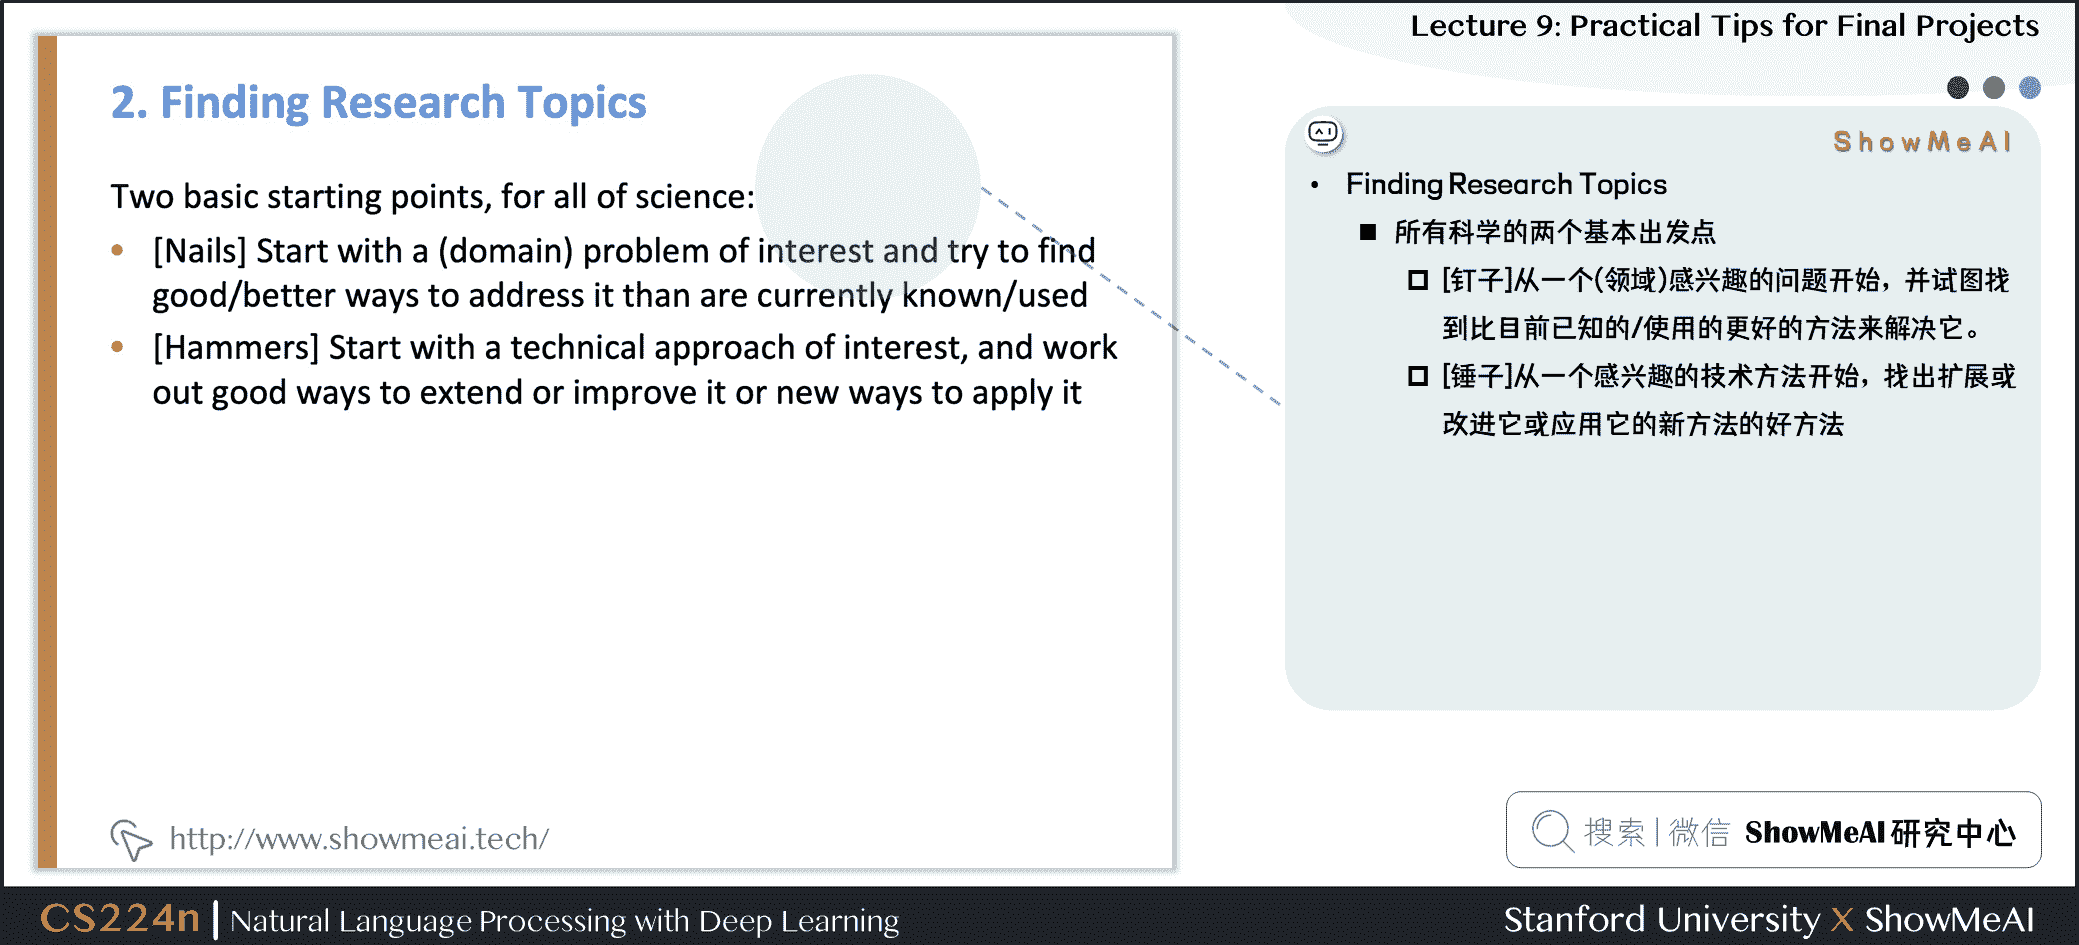 Lecture 9: Practical Tips for Final Projects
2. Finding Research Topics
Two basic starting points, for all of science:
• [Nails] Start with a (domain) problem of interest and try to find
good/better ways to address it than are currently known/used
• [Hammers] Start with a technical approach of interest, and work
out good ways to extend or improve it or new ways to apply it
http://www.showmeai.tech/
ShowMeAI
• Finding Research Topics
■ 所有科学的两个基本出发点
□ [钉子]从一个(领域)感兴趣的问题开始，并试图找
到比目前已知的/使用的更好的方法来解决它。
□ [锤子]从一个感兴趣的技术方法开始，找出扩展或
改进它或应用它的新方法的好方法
搜索|微信 ShowMeAI研究中心
CS224n | Natural Language Processing with Deep Learning
Stanford University X ShowMeAI